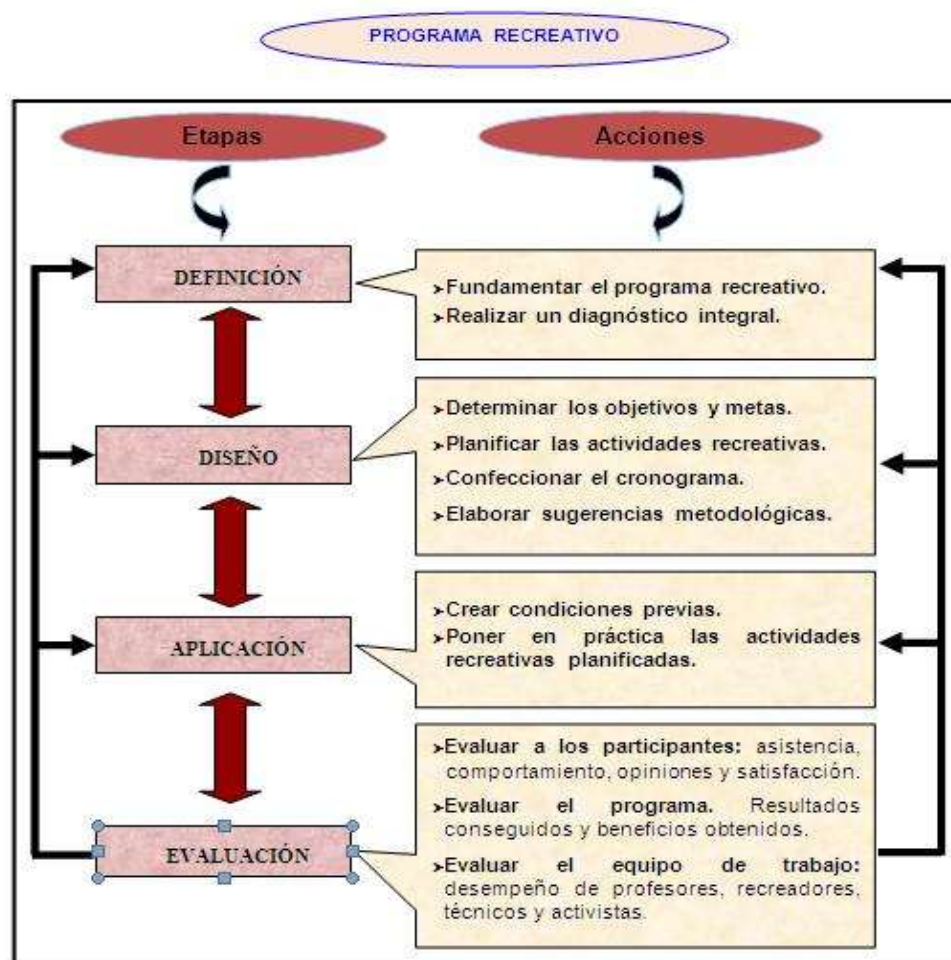 PROGRAMA RECREATIVO
Etapas
Acciones
DEFINICIÓN
➤Fundamentar el programa recreativo.
➤Realizar un diagnóstico integral.
DISEÑO
➤Determinar los objetivos y metas.
➤Planificar las actividades recreativas.
➤Confeccionar el cronograma.
➤Elaborar sugerencias metodológicas.
APLICACIÓN
➤Crear condiciones previas.
➤Poner en práctica las actividades
recreativas planificadas.
EVALUACIÓN
➤Evaluar a los participantes: asistencia,
comportamiento, opiniones y satisfacción.
➤Evaluar el programa. Resultados
conseguidos y beneficios obtenidos.
➤Evaluar el equipo de trabajo:
desempeño de profesores, recreadores,
técnicos y activistas.